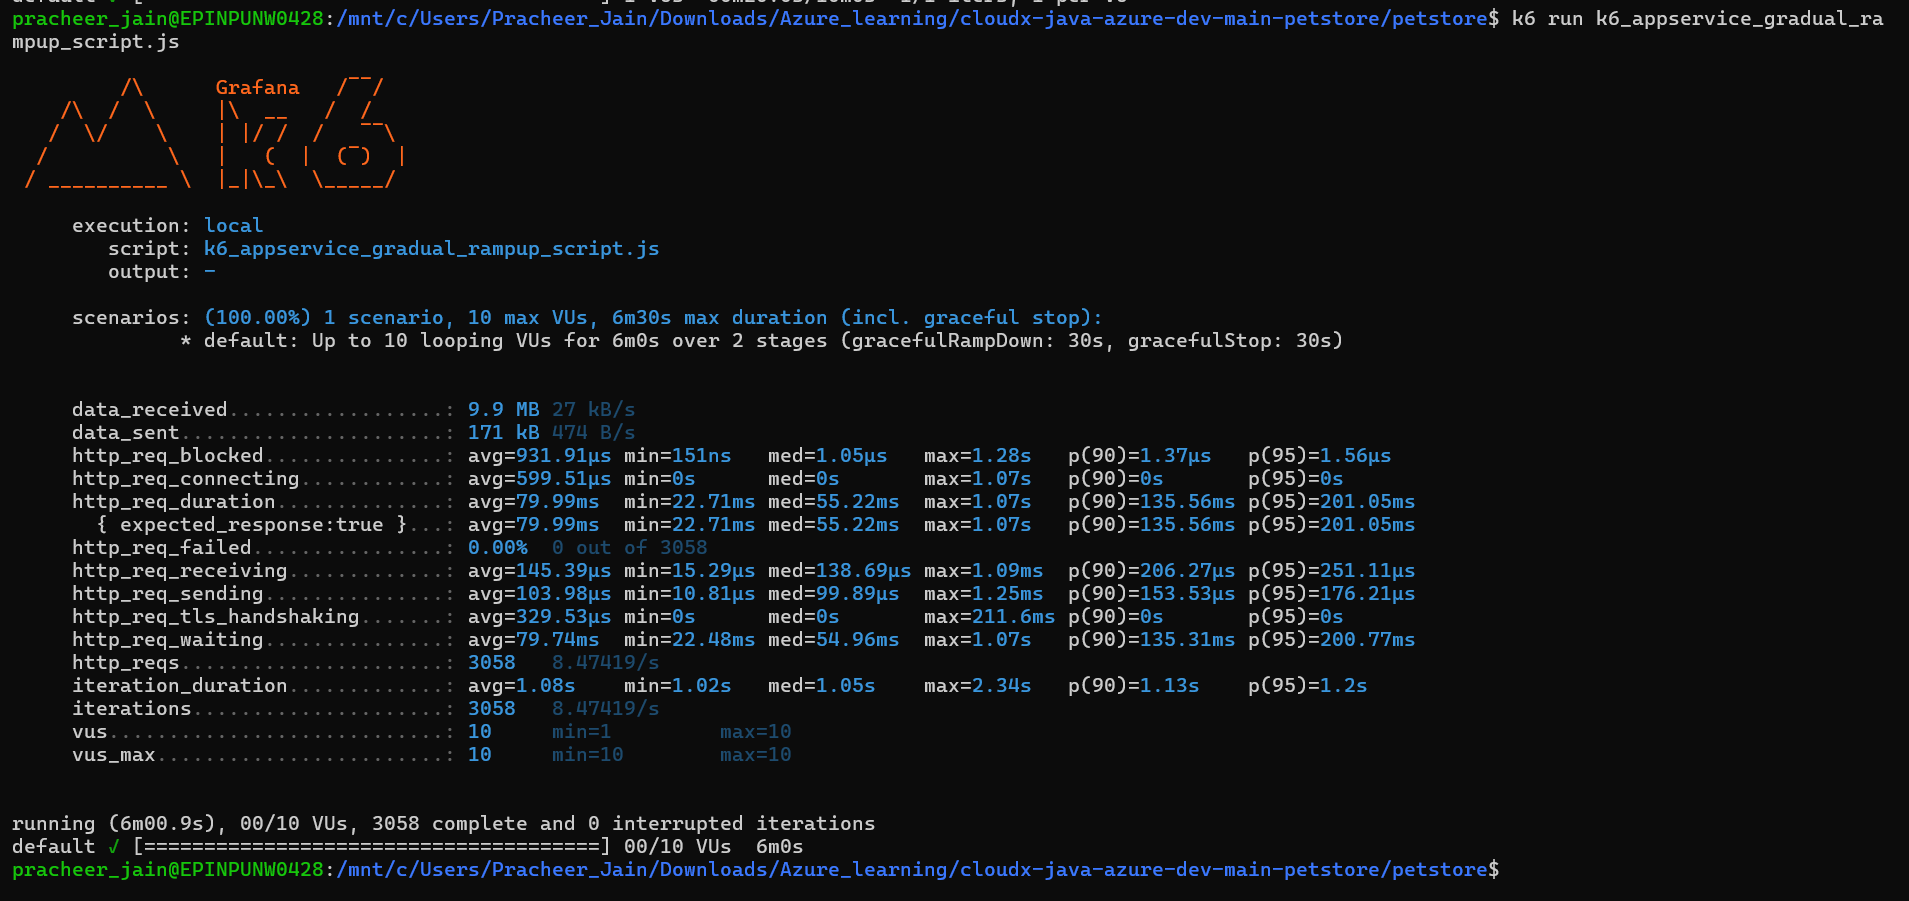 pracheer_jain@EPINPUNW0428:/mnt/c/Users/Pracheer_Jain/Downloads/Azure_learning/cloudx-java-azure-dev-main-petstore/petstore$ k6 run k6_appservice_gradual_ra
mpup_script.js
Grafana
execution: local
script: k6_appservice_gradual_rampup_script.js
output: -
scenarios: (100.00%) 1 scenario, 10 max VUs, 6m30s max duration (incl. graceful stop):
* default: Up to 10 looping VUs for 6m0s over 2 stages (gracefulRampDown: 30s, gracefulStop: 30s)
data_received..................: 9.9 MB 27 kB/s
data_sent......................: 171 kB 474 B/s
http_req_blocked...............: avg=931.91µs min=151ns med=1.05µs max=1.28s p(90)=1.37µs p(95)=1.56µs
http_req_connecting............: avg=599.51µs min=0s med=0s max=1.07s p(90)=0s p(95)=0s
http_req_duration..............: avg=79.99ms min=22.71ms med=55.22ms max=1.07s p(90)=135.56ms p(95)=201.05ms
{ expected_response:true }...: avg=79.99ms min=22.71ms med=55.22ms max=1.07s p(90)=135.56ms p(95)=201.05ms
http_req_failed................: 0.00% 0 out of 3058
http_req_receiving.............: avg=145.39µs min=15.29µs med=138.69µs max=1.09ms p(90)=206.27µs p(95)=251.11µs
http_req_sending...............: avg=103.98µs min=10.81µs med=99.89µs max=1.25ms p(90)=153.53µs p(95)=176.21µs
http_req_tls_handshaking.......: avg=329.53µs min=0s med=0s max=211.6ms p(90)=0s p(95)=0s
http_req_waiting...............: avg=79.74ms min=22.48ms med=54.96ms max=1.07s p(90)=135.31ms p(95)=200.77ms
http_reqs......................: 3058 8.47419/s
iteration_duration.............: avg=1.08s min=1.02s med=1.05s max=2.34s p(90)=1.13s p(95)=1.2s
iterations.....................: 3058 8.47419/s
vus............................: 10 min=1 max=10
vus_max........................: 10 min=10 max=10
running (6m00.9s), 00/10 VUs, 3058 complete and 0 interrupted iterations
default ✓ [======================================] 00/10 VUs 6m0s
pracheer_jain@EPINPUNW0428:/mnt/c/Users/Pracheer_Jain/Downloads/Azure_learning/cloudx-java-azure-dev-main-petstore/petstore$